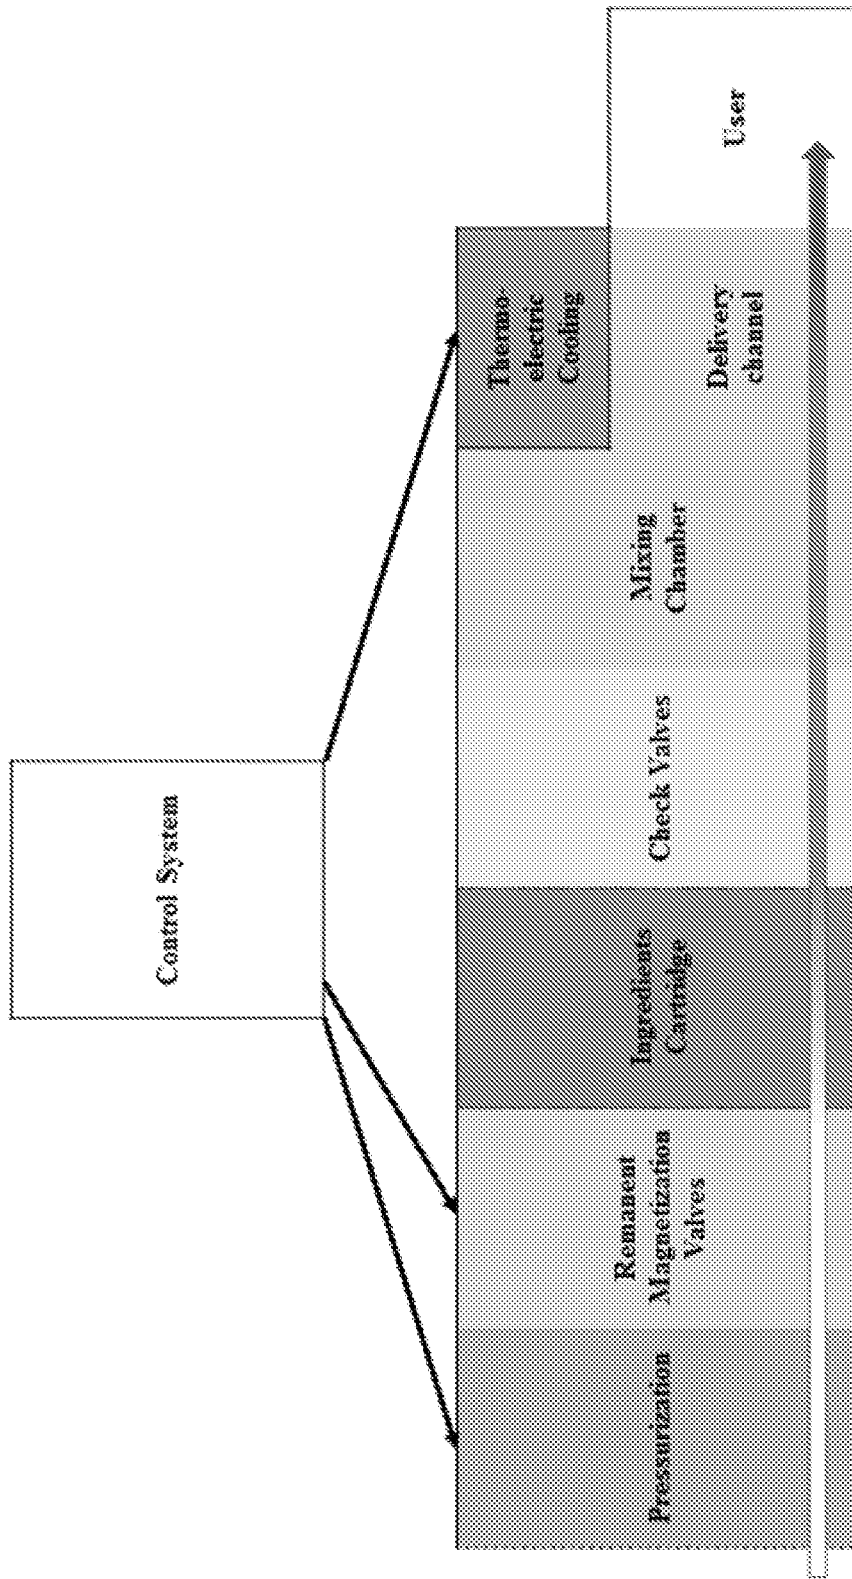 Control System
Pressurization
Remanent
Magnetization
Valves
Ingredients
Cartridge
Check Valves
Mixing
Chamber
Thermo-
electric
Cooling
Delivery
channel
User